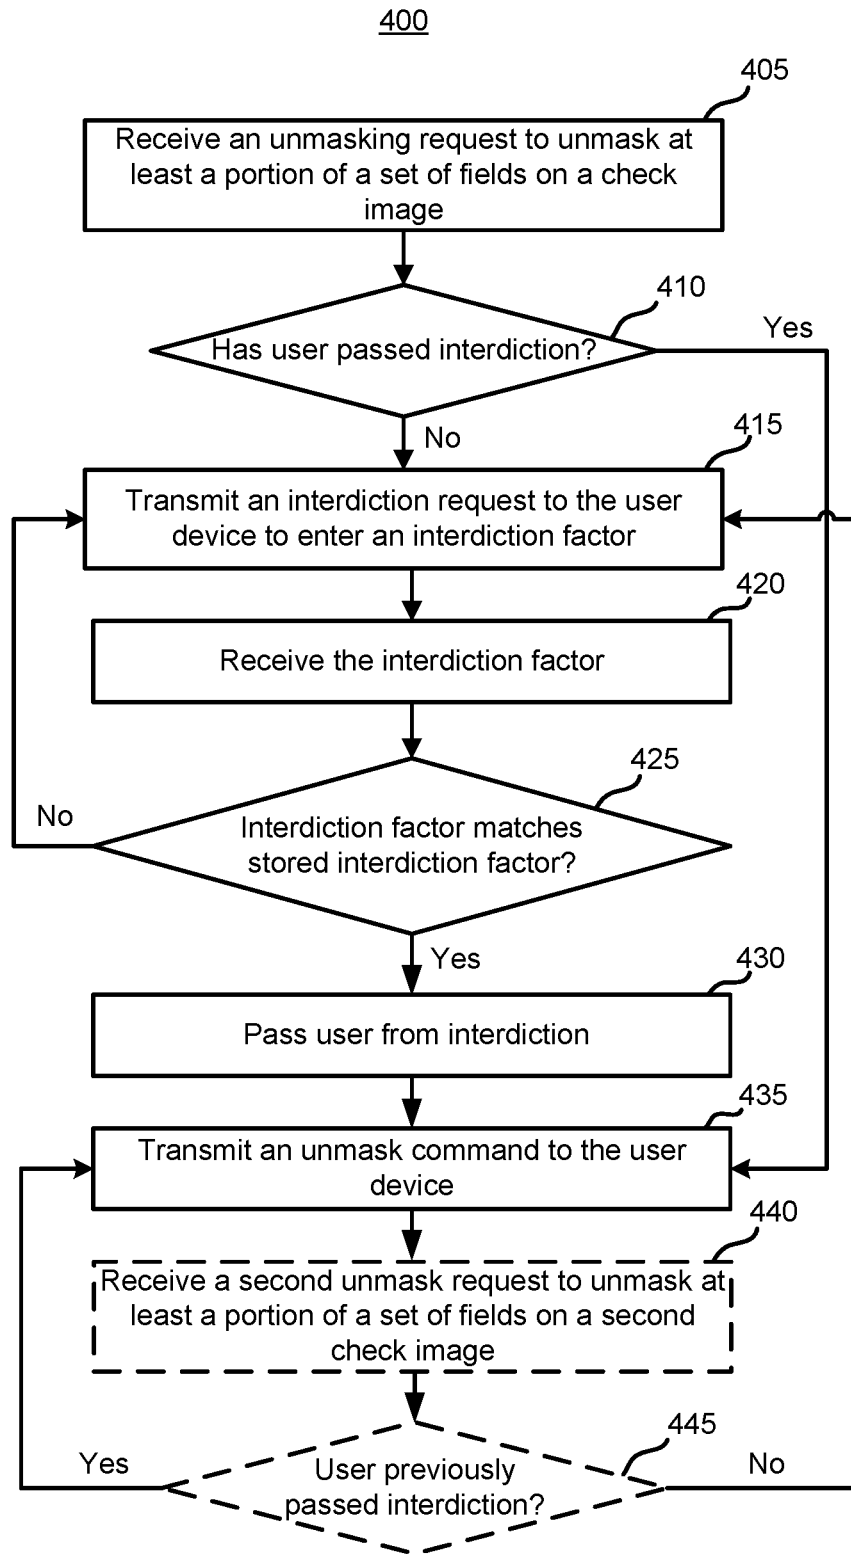 400
405
Receive an unmasking request to unmask at
least a portion of a set of fields on a check
image
410
Yes
Has user passed interdiction?
No
415
Transmit an interdiction request to the user
device to enter an interdiction factor
420
Receive the interdiction factor
425
No
Interdiction factor matches
stored interdiction factor?
Yes
430
Pass user from interdiction
435
Transmit an unmask command to the user
device
440
Receive a second unmask request to unmask at
least a portion of a set of fields on a second
check image
445
Yes
No
User previously
passed interdiction?